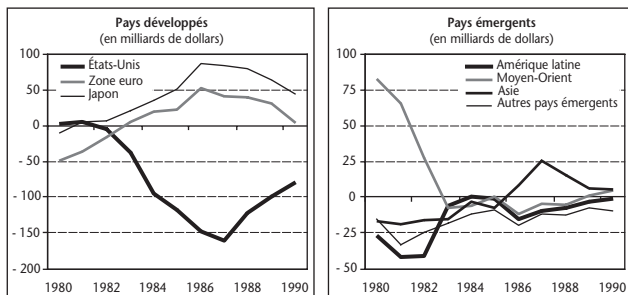 Pays développés
(en milliards de dollars)
100
50
0
- 50
- 100
- 150
- 200
États-Unis
Zone euro
Japon
1980 1982 1984 1986 1988 1990
Pays émergents
(en milliards de dollars)
100
75
50
25
0
- 25
- 50
Amérique latine
Moyen-Orient
Asie
Autres pays émergents
1980 1982 1984 1986 1988 1990